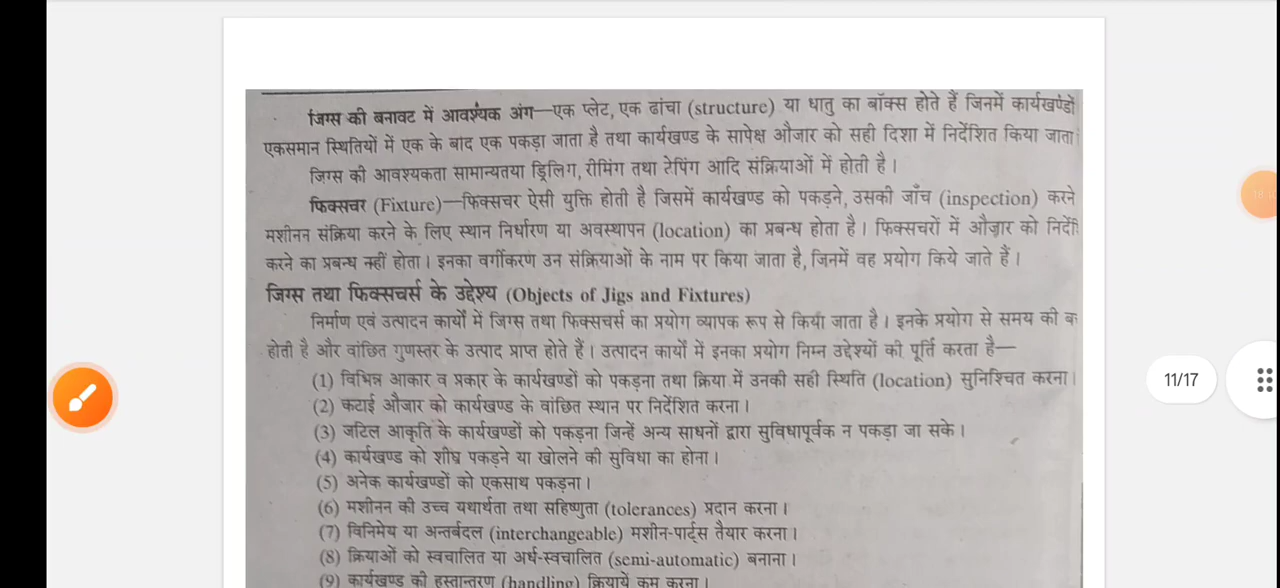 जिग्स की बनावट में आवश्यक अंग—एक प्लेट, एक ढांचा (structure) या धातु का बॉक्स होते हैं जिनमें कार्यखण्डों
एकसमान स्थितियों में एक के बाद एक पकड़ा जाता है तथा कार्यखण्ड के सापेक्ष औजार को सही दिशा में निर्देशित किया जाता
जिग्स की आवश्यकता सामान्यतया ड्रिलिग, रीमिंग तथा टेपिंग आदि संक्रियाओं में होती है।
फिक्सचर (Fixture)—फिक्सचर ऐसी युक्ति होती है जिसमें कार्यखण्ड को पकड़ने, उसकी जाँच (inspection) करने
मशीनन संक्रिया करने के लिए स्थान निर्धारण या अवस्थापन (location) का प्रबन्ध होता है। फिक्सचरों में औज़ार को
करने का प्रबन्ध नहीं होता। इनका वर्गीकरण उन संक्रियाओं के नाम पर किया जाता है, जिनमें वह प्रयोग किये जाते हैं।
जिग्स तथा फिक्सचर्स के उद्देश्य (Objects of Jigs and Fixtures)
निर्माण एवं उत्पादन कार्यों में जिग्स तथा फिक्सचर्स का प्रयोग व्यापक रूप से किया जाता है। इनके प्रयोग से समय की
होती है और वांछित गुणस्तर के उत्पाद प्राप्त होते हैं। उत्पादन कार्यों में इनका प्रयोग निम्न उद्देश्यों की पूर्ति करता है—
(1) विभिन्न आकार व प्रकार के कार्यखण्डों को पकड़ना तथा क्रिया में उनकी सही स्थिति (location) सुनिश्चित करना।
(2) कटाई औजार को कार्यखण्ड के वांछित स्थान पर निर्देशित करना।
(3) जटिल आकृति के कार्यखण्डों को पकड़ना जिन्हें अन्य साधनों द्वारा सुविधापूर्वक न पकड़ा जा सके।
(4) कार्यखण्ड को शीघ्र पकड़ने या खोलने की सुविधा का होना।
(5) अनेक कार्यखण्डों को एकसाथ पकड़ना।
(6) मशीनन की उच्च यथार्थता तथा सहिष्णुता (tolerances) प्रदान करना।
(7) विनिमेय या अन्तर्बदल (interchangeable) मशीन-पार्ट्स तैयार करना।
(8) क्रियाओं को स्वचालित या अर्ध-स्वचालित (semi-automatic) बनाना।
(9) कार्यखण्ड की हस्तान्तरण (handling) क्रियायें कम करना।
11/17